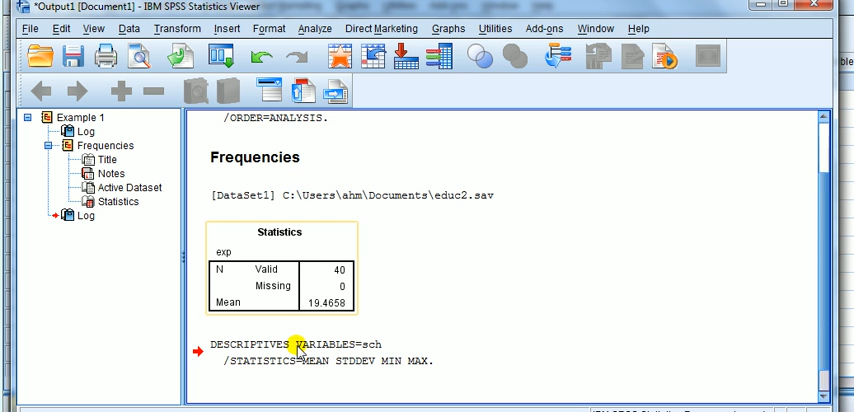 *Output1 [Document1] - IBM SPSS Statistics Viewer
File Edit View Data Transform Insert Format Analyze Direct Marketing Graphs Utilities Add-ons Window Help
Example 1
Log
Frequencies
Title
Notes
Active Dataset
Statistics
Log
/ORDER=ANALYSIS.
Frequencies
[DataSet1] C:\Users\ahm\Documents\educ2.sav
Statistics
exp
N Valid 40
Missing 0
Mean 19.4658
DESCRIPTIVES VARIABLES=sch
/STATISTICS=MEAN STDDEV MIN MAX.